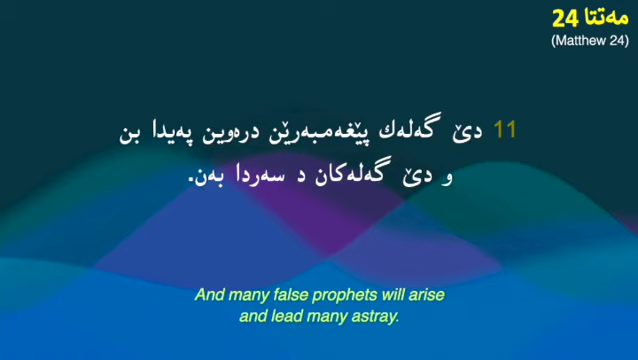 مەتتا 24
(Matthew 24)
11 دێ گەلەك پێغەمبەرێن درەوین پەیدا بن
و دێ گەلەکان د سەردا بەن.
And many false prophets will arise
and lead many astray.